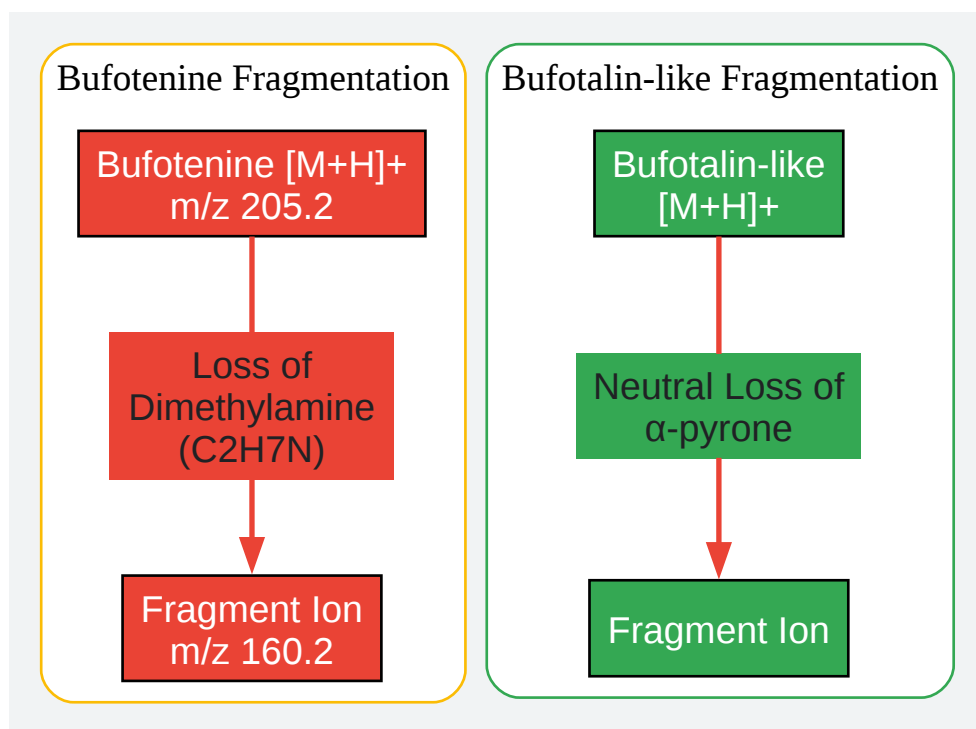 Bufotenine Fragmentation
Bufotenine [M+H]+
m/z 205.2
Loss of
Dimethylamine
(C2H7N)
Fragment Ion
m/z 160.2
Bufotalin-like Fragmentation
Bufotalin-like
[M+H]+
Neutral Loss of
α-pyrone
Fragment Ion